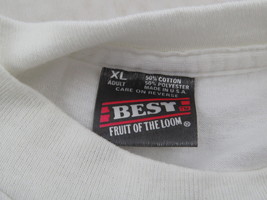 XL
ADULT
50% COTTON
50% POLYESTER
MADE IN U.S.A.
CARE ON REVERSE
BEST
FRUIT OF THE LOOM®